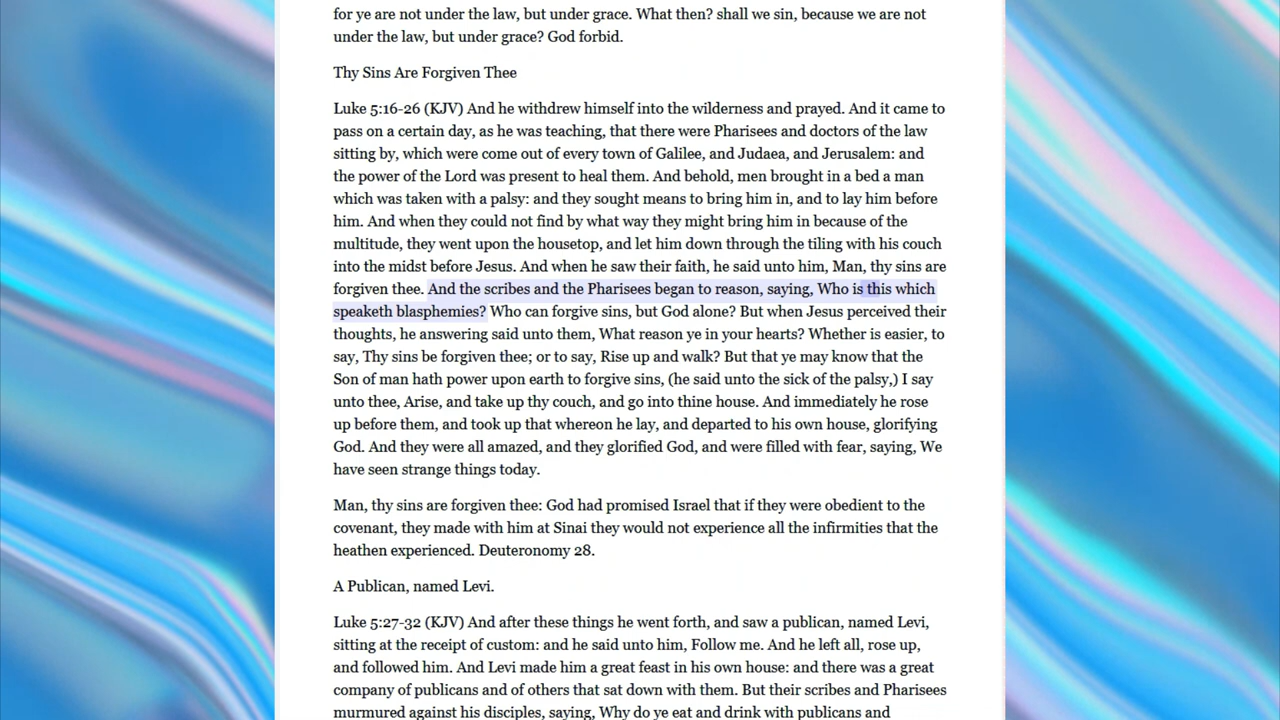 for ye are not under the law, but under grace. What then? shall we sin, because we are not
under the law, but under grace? God forbid.
Thy Sins Are Forgiven Thee
Luke 5:16-26 (KJV) And he withdrew himself into the wilderness and prayed. And it came to
pass on a certain day, as he was teaching, that there were Pharisees and doctors of the law
sitting by, which were come out of every town of Galilee, and Judaea, and Jerusalem: and
the power of the Lord was present to heal them. And behold, men brought in a bed a man
which was taken with a palsy: and they sought means to bring him in, and to lay him before
him. And when they could not find by what way they might bring him in because of the
multitude, they went upon the housetop, and let him down through the tiling with his couch
into the midst before Jesus. And when he saw their faith, he said unto him, Man, thy sins are
forgiven thee. And the scribes and the Pharisees began to reason, saying, Who is this which
speaketh blasphemies? Who can forgive sins, but God alone? But when Jesus perceived their
thoughts, he answering said unto them, What reason ye in your hearts? Whether is easier, to
say, Thy sins be forgiven thee; or to say, Rise up and walk? But that ye may know that the
Son of man hath power upon earth to forgive sins, (he said unto the sick of the palsy,) I say
unto thee, Arise, and take up thy couch, and go into thine house. And immediately he rose
up before them, and took up that whereon he lay, and departed to his own house, glorifying
God. And they were all amazed, and they glorified God, and were filled with fear, saying, We
have seen strange things today.
Man, thy sins are forgiven thee: God had promised Israel that if they were obedient to the
covenant, they made with him at Sinai they would not experience all the infirmities that the
heathen experienced. Deuteronomy 28.
A Publican, named Levi.
Luke 5:27-32 (KJV) And after these things he went forth, and saw a publican, named Levi,
sitting at the receipt of custom: and he said unto him, Follow me. And he left all, rose up,
and followed him. And Levi made him a great feast in his own house: and there was a great
company of publicans and of others that sat down with them. But their scribes and Pharisees
murmured against his disciples, saying, Why do ye eat and drink with publicans and